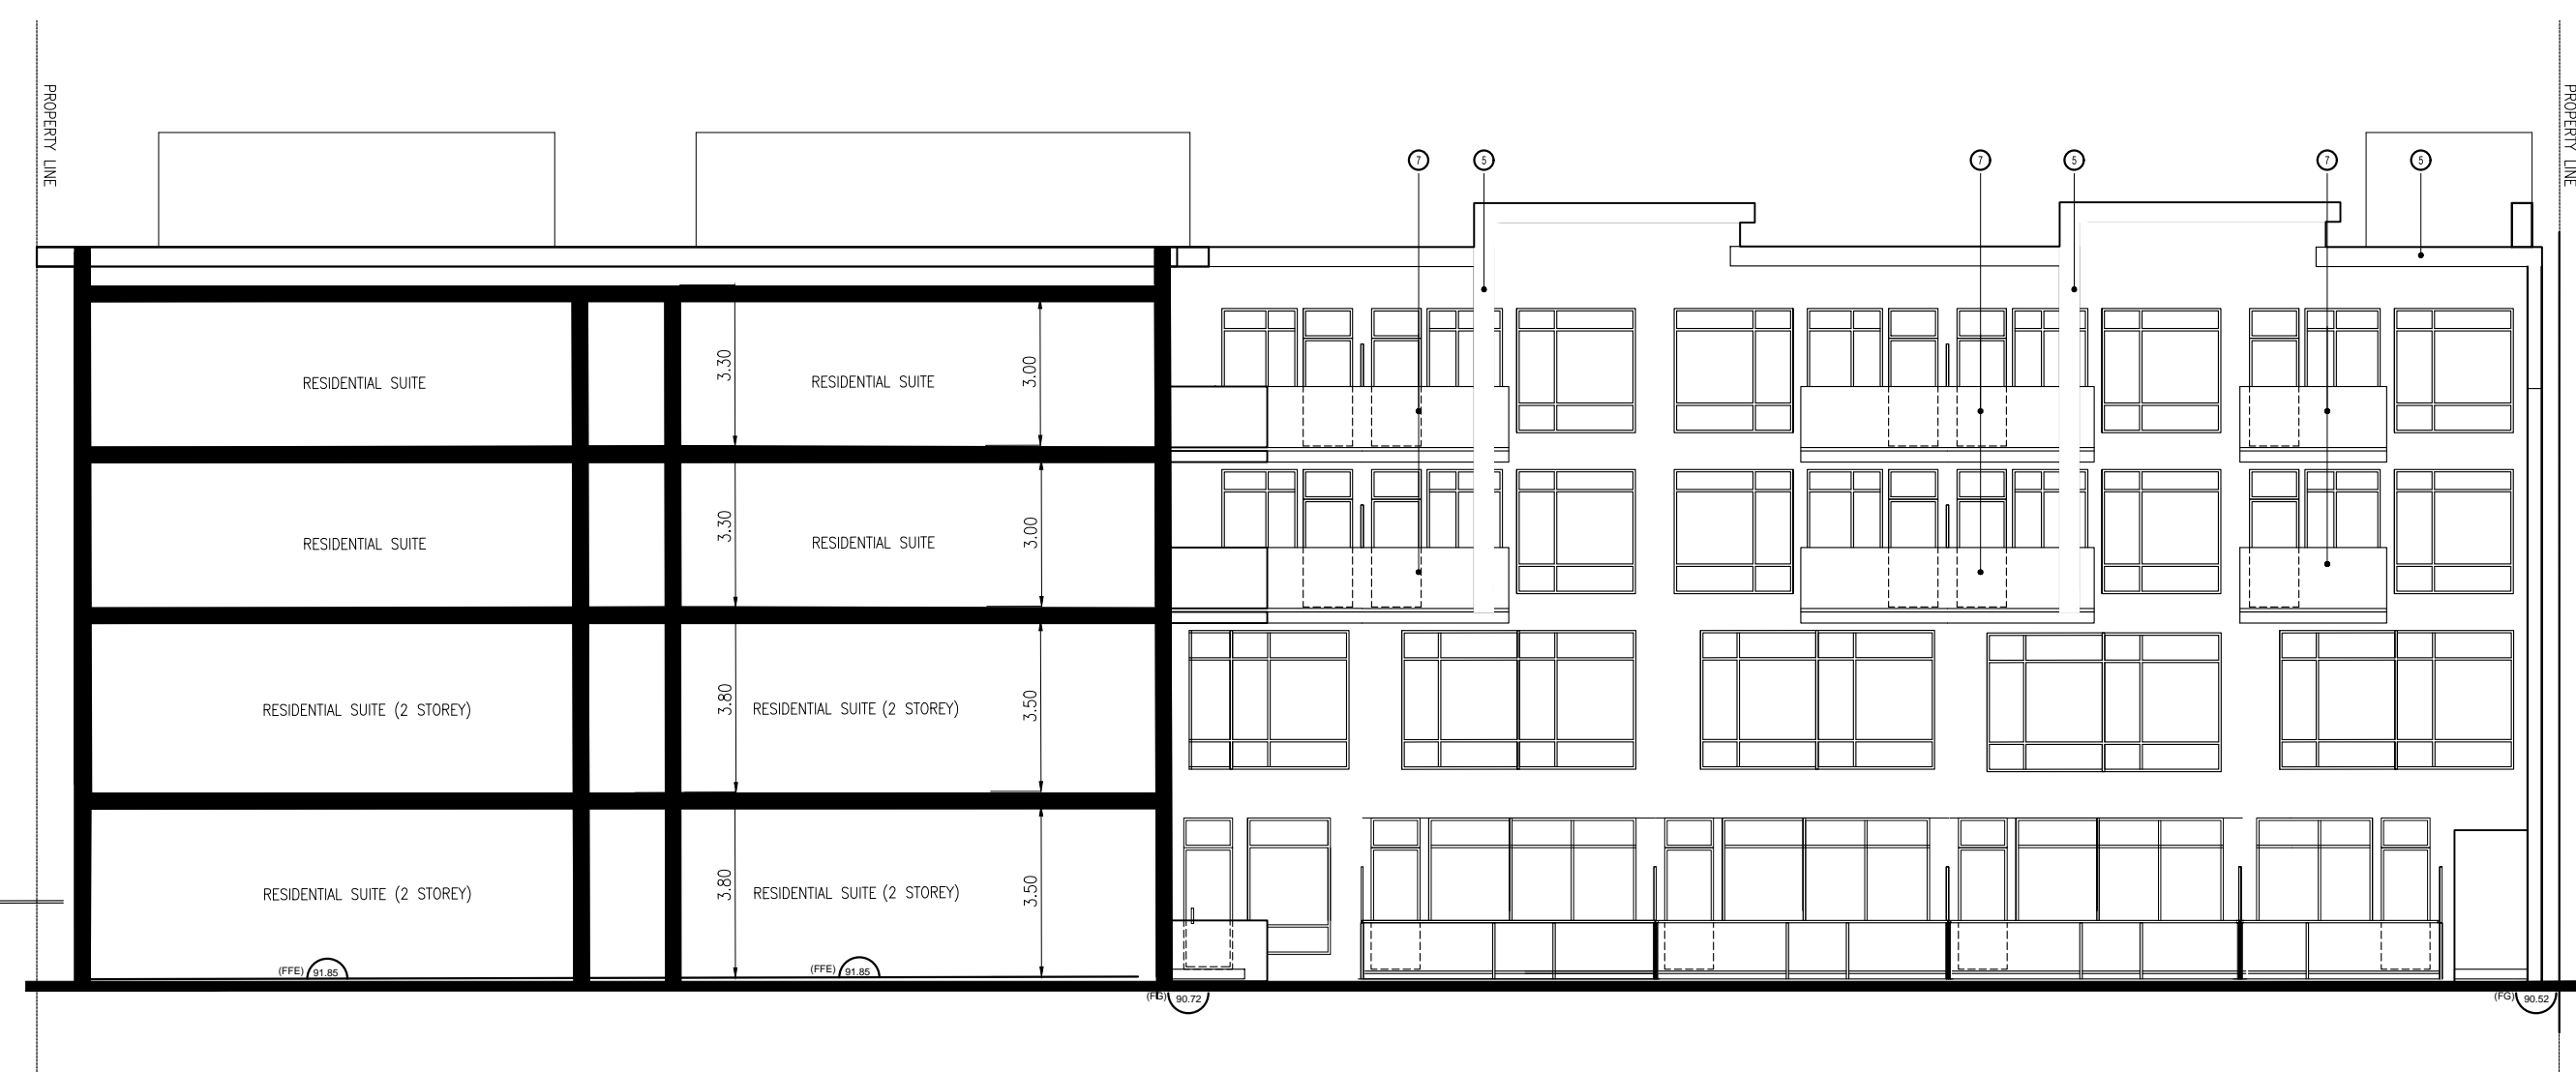 PROPERTY LINE
PROPERTY LINE
7
5
7
5
7
5
RESIDENTIAL SUITE
3.30
RESIDENTIAL SUITE
3.00
RESIDENTIAL SUITE
3.30
RESIDENTIAL SUITE
3.00
RESIDENTIAL SUITE (2 STOREY)
3.80
RESIDENTIAL SUITE (2 STOREY)
3.50
RESIDENTIAL SUITE (2 STOREY)
3.80
RESIDENTIAL SUITE (2 STOREY)
3.50
(FFE) 91.85
(FFE) 91.85
(FG) 90.72
(FG) 90.52